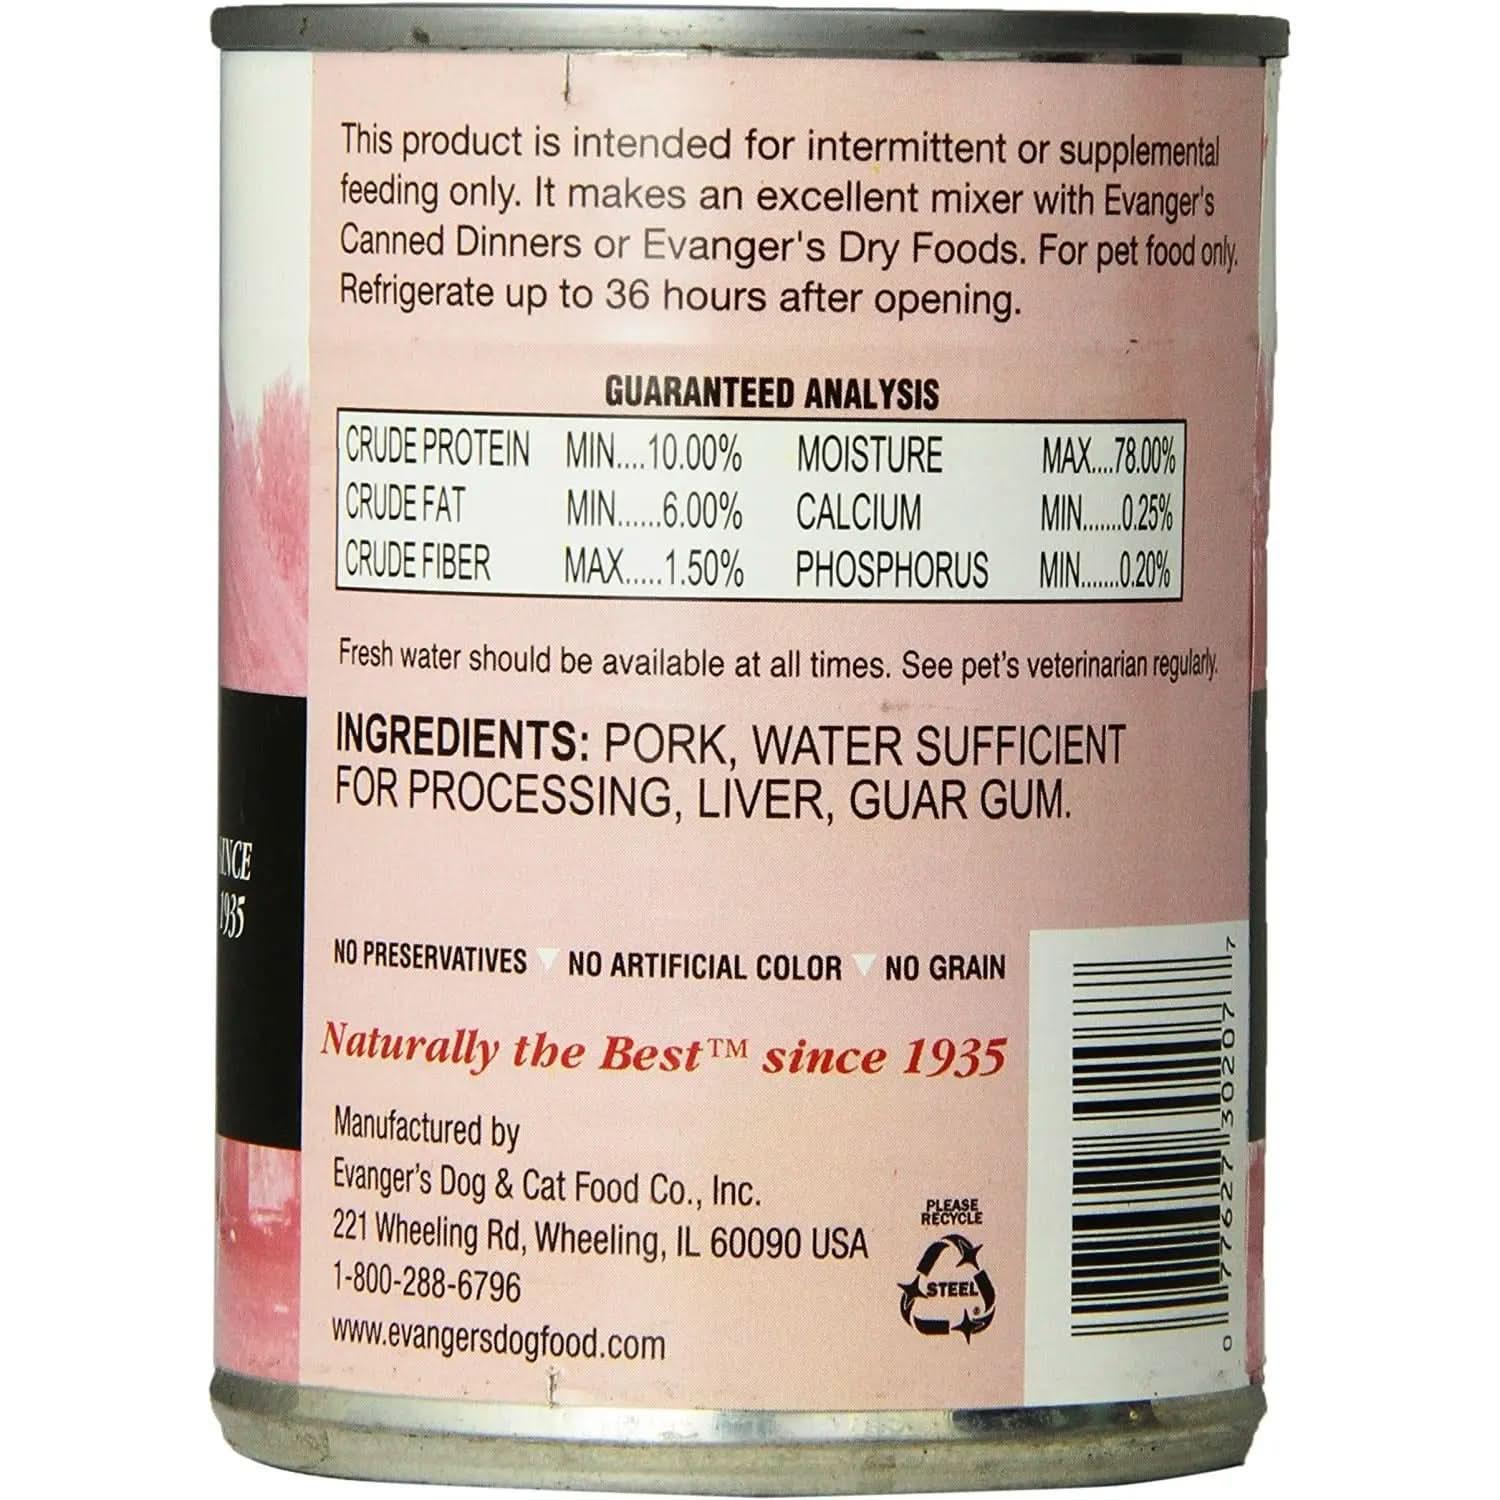 This product is intended for intermittent or supplemental
feeding only. It makes an excellent mixer with Evanger's
Canned Dinners or Evanger's Dry Foods. For pet food only.
Refrigerate up to 36 hours after opening.
GUARANTEED ANALYSIS
CRUDE PROTEIN MIN....10.00% MOISTURE MAX....78.00%
CRUDE FAT MIN......6.00% CALCIUM MIN.......0.25%
CRUDE FIBER MAX.....1.50% PHOSPHORUS MIN.......0.20%
Fresh water should be available at all times. See pet's veterinarian regularly.
INGREDIENTS: PORK, WATER SUFFICIENT
FOR PROCESSING, LIVER, GUAR GUM.
SINCE
1935
NO PRESERVATIVES NO ARTIFICIAL COLOR NO GRAIN
Naturally the Best™ since 1935
Manufactured by
Evanger's Dog & Cat Food Co., Inc.
221 Wheeling Rd, Wheeling, IL 60090 USA
1-800-288-6796
www.evangersdogfood.com
PLEASE
RECYCLE
STEEL
®
0 77627 30207 7